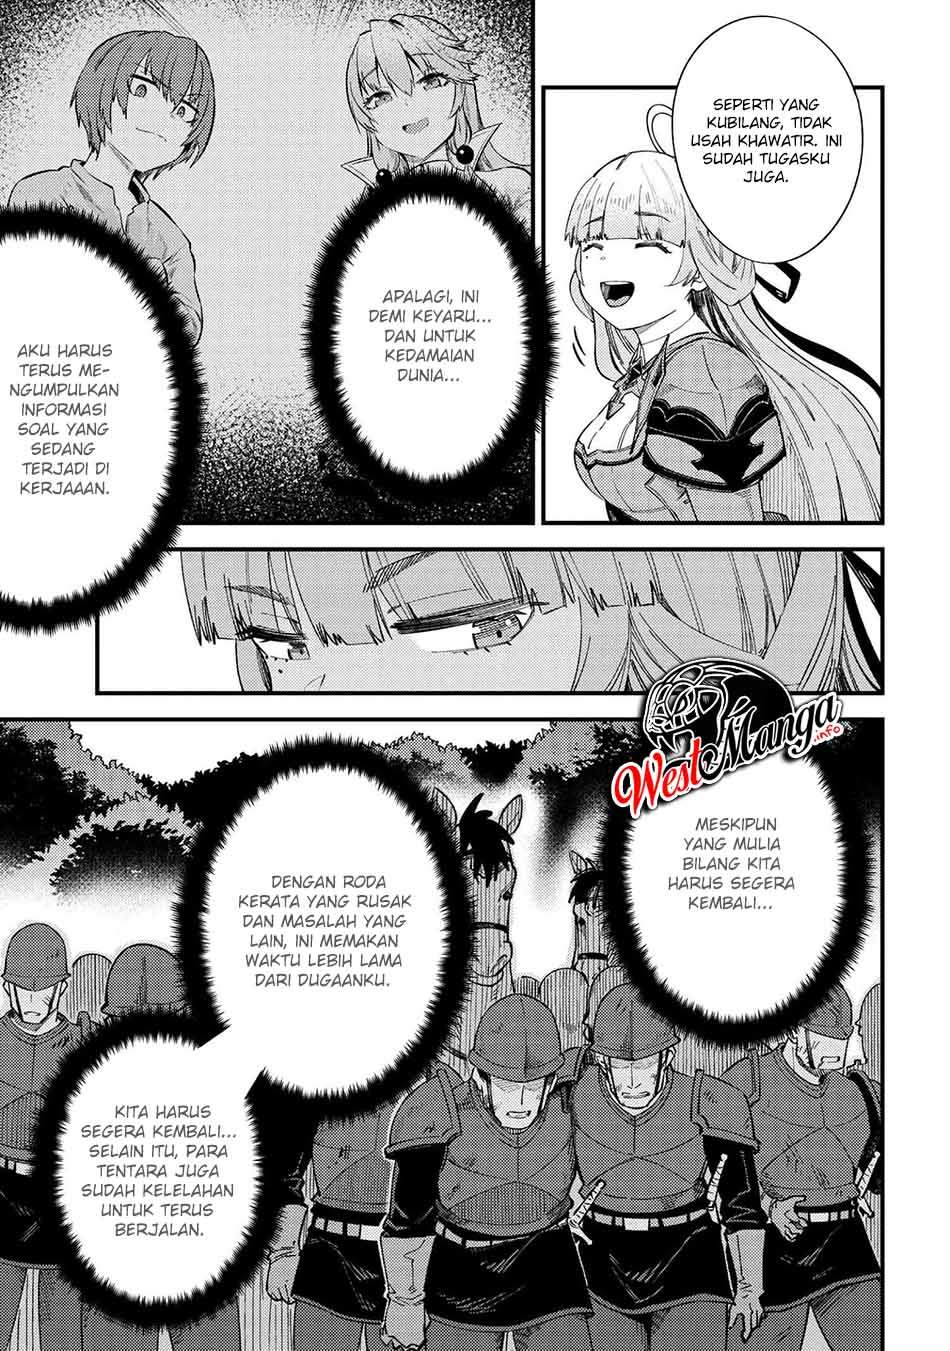 SEPERTI YANG
KUBILANG, TIDAK
USAH KHAWATIR. INI
SUDAH TUGASKU
JUGA.
APALAGI, INI
DEMI KEYARU...
DAN UNTUK
KEDAMAIAN
DUNIA...
AKU HARUS
TERUS ME-
NGUMPULKAN
INFORMASI
SOAL YANG
SEDANG
TERJADI DI
KERJAAAN.
WestManga
.info
MESKIPUN
YANG MULIA
BILANG KITA
HARUS SEGERA
KEMBALI...
DENGAN RODA
KERATA YANG RUSAK
DAN MASALAH YANG
LAIN, INI MEMAKAN
WAKTU LEBIH LAMA
DARI DUGAANKU.
KITA HARUS
SEGERA KEMBALI...
SELAIN ITU, PARA
TENTARA JUGA
SUDAH KELELAHAN
UNTUK TERUS
BERJALAN.